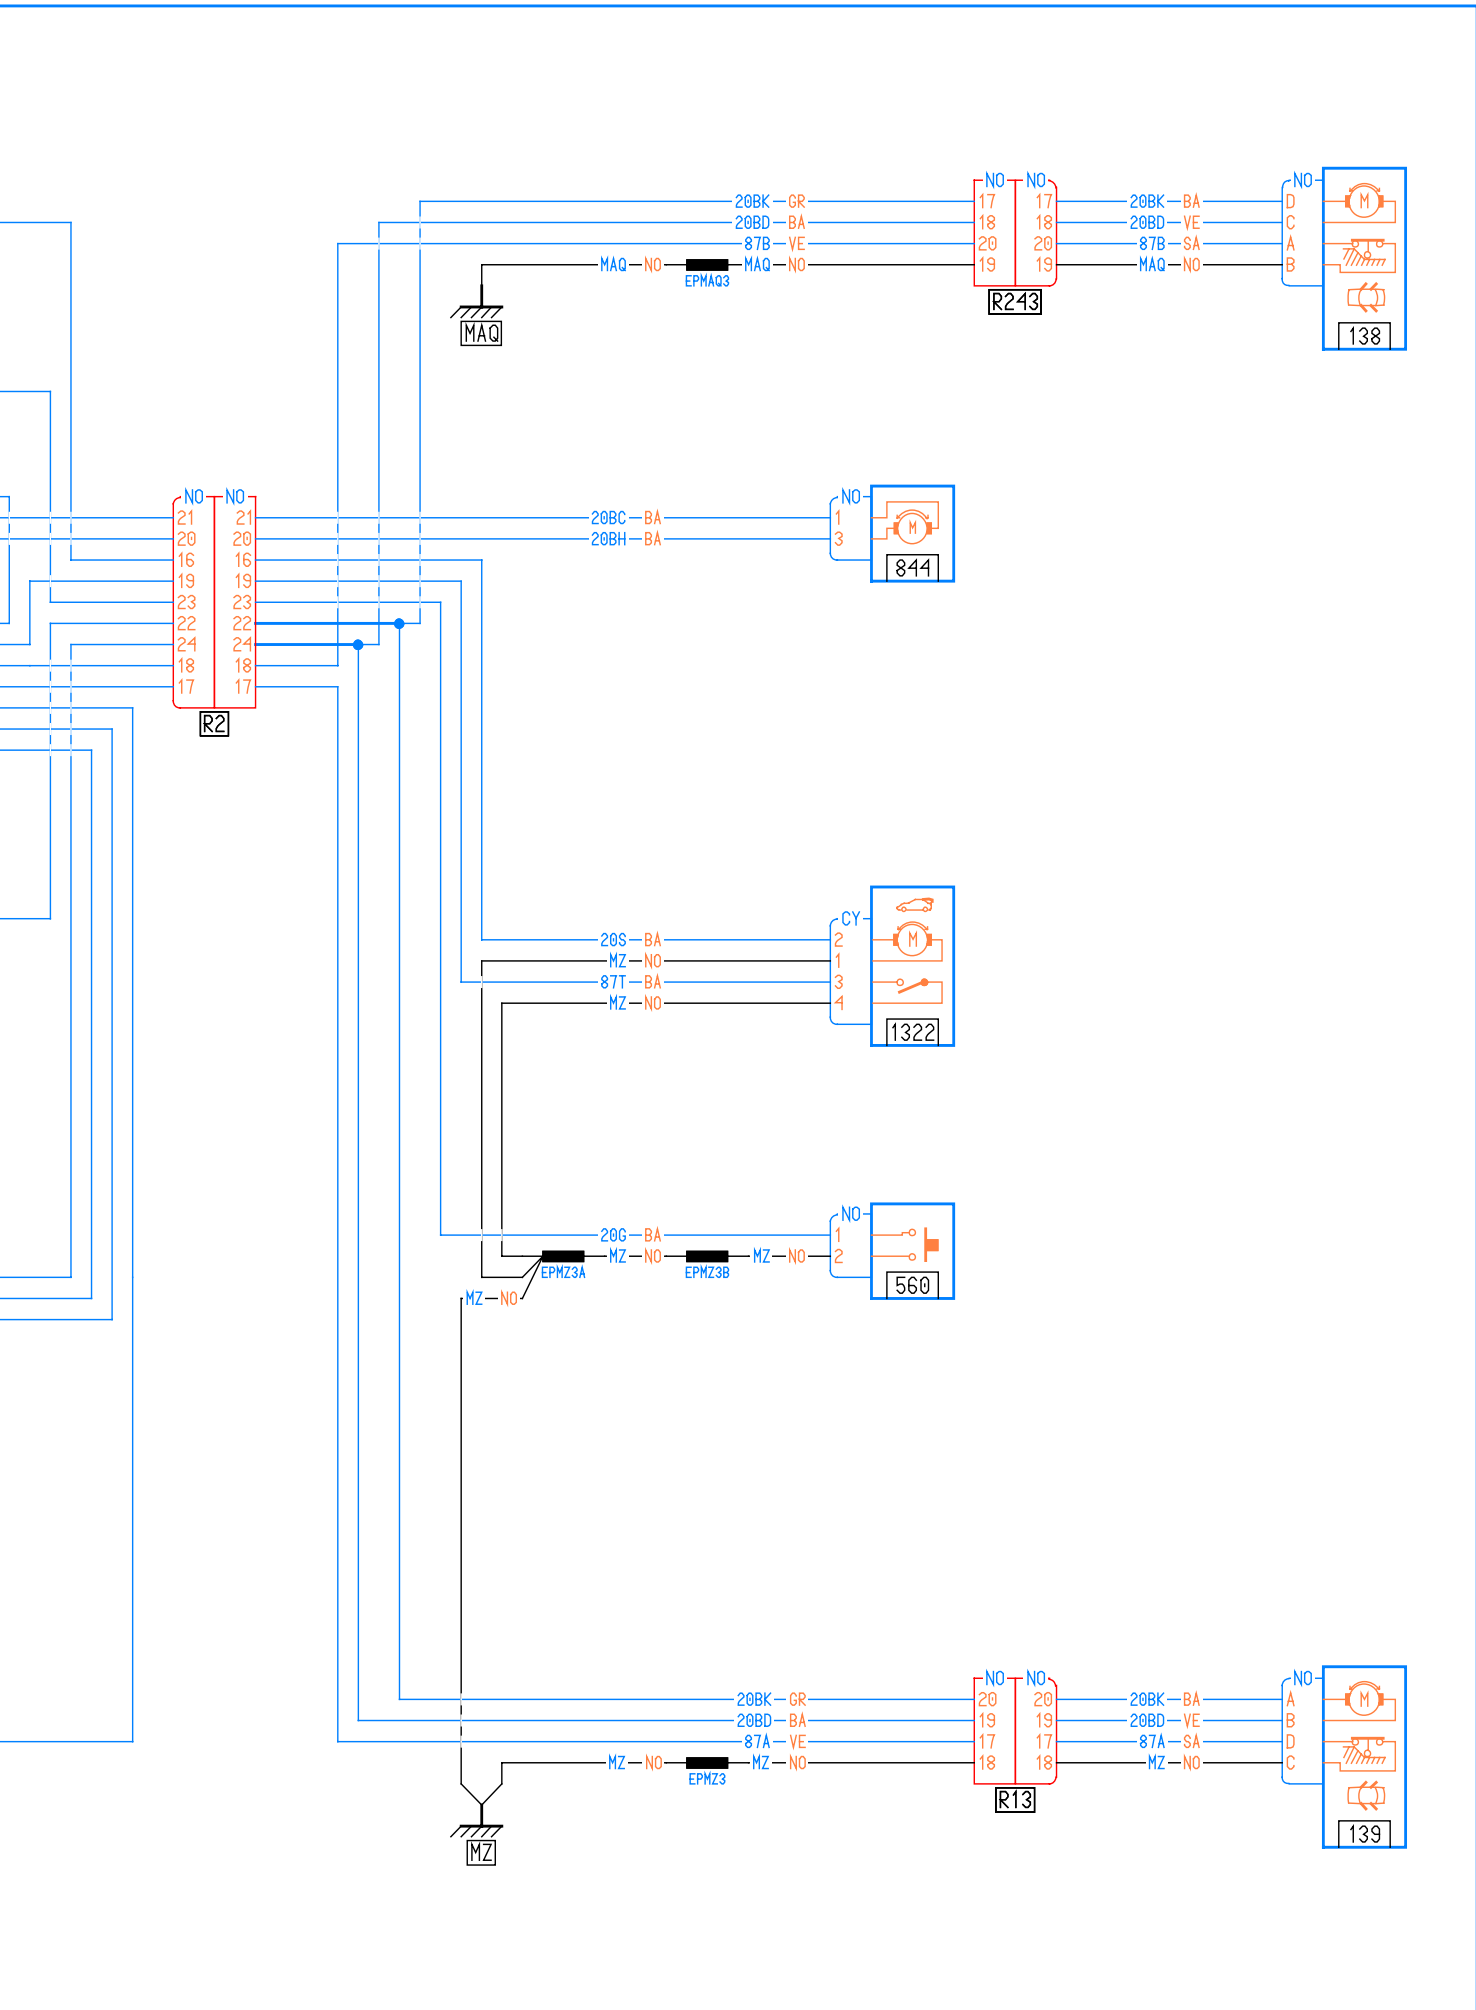 NO NO NO
20BK GR 17 17 20BK BA D M
20BD BA 18 18 20BD VE C
87B VE 20 20 87B SA A
MAQ NO MAQ NO 19 19 MAQ NO B
EPMAQ3
R243
MAQ
138
NO NO NO
21 21 20BC BA 1
20 20 20BH BA 3 M
16 16
844
19 19
23 23
22 22
24 24
18 18
17 17
R2
CY
20S BA 2 M
MZ NO 1
87T BA 3
MZ NO 4
1322
NO
20G BA 1
MZ NO MZ NO 2
EPMZ3A EPMZ3B
560
MZ NO
NO NO NO
20BK GR 20 20 20BK BA A M
20BD BA 19 19 20BD VE B
87A VE 17 17 87A SA D
MZ NO MZ NO 18 18 MZ NO C
EPMZ3
R13
139
MZ